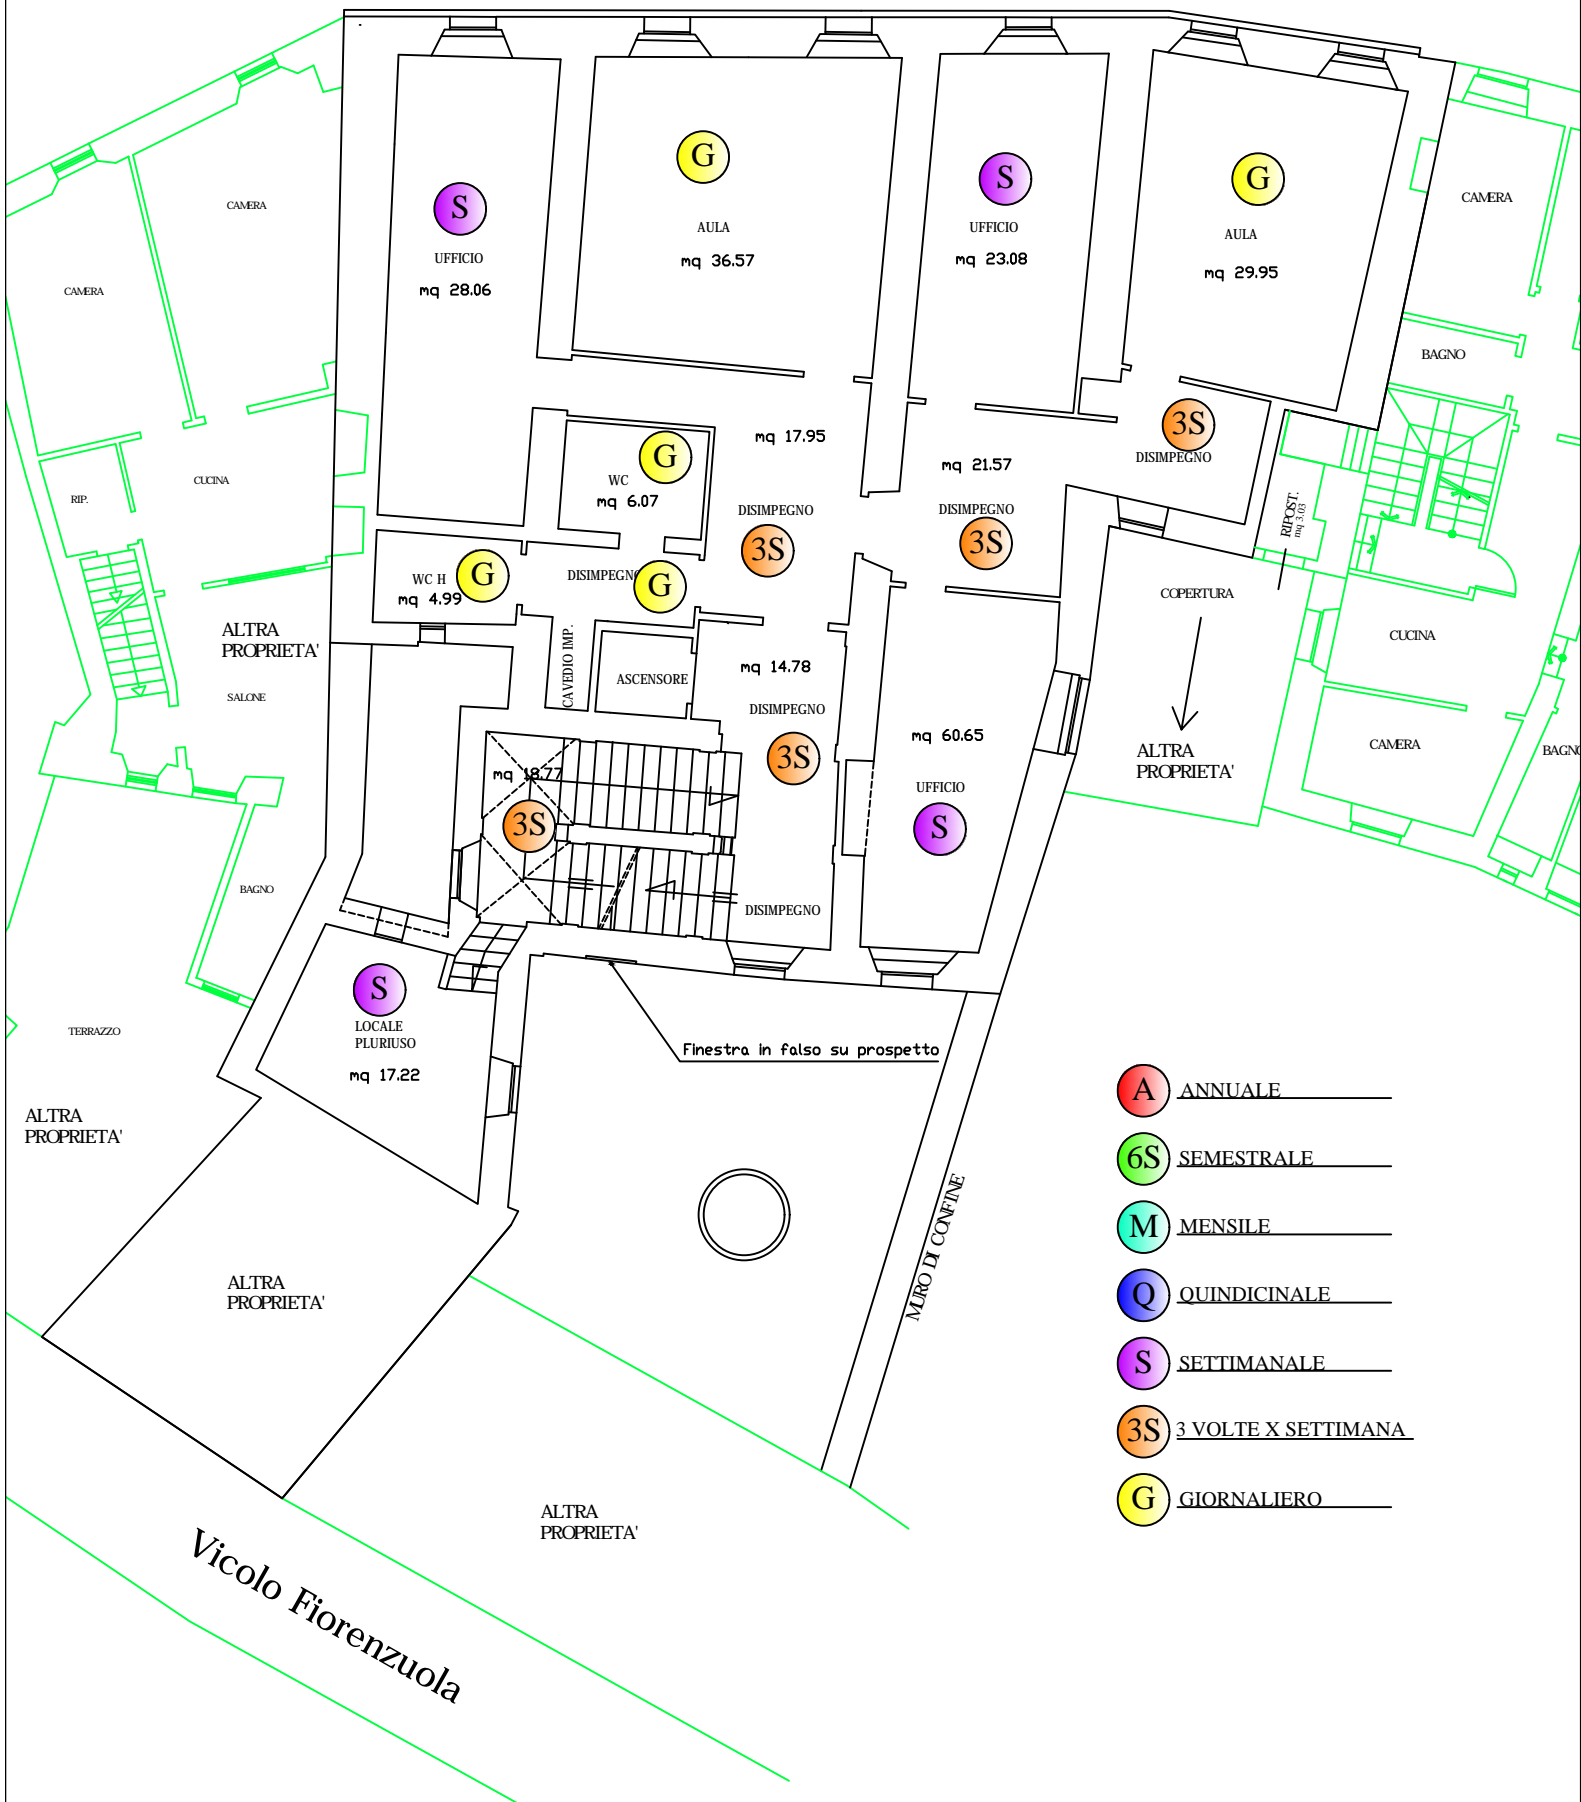 G
S
G
S
CAMERA
CAMERA
AULA
UFFICIO
AULA
UFFICIO
mq 36.57
mq 23.08
mq 29.95
mq 28.06
CAMERA
BAGNO
3S
mq 17.95
G
DISIMPEGNO
mq 21.57
WC
mq 6.07
CUCINA
RIP.
DISIMPEGNO
DISIMPEGNO
RIPOST.
mq 3.03
3S
3S
WC H
G
DISIMPEGNO
G
mq 4.99
COPERTURA
ALTRA
PROPRIETA'
CUCINA
CAVEDIO IMP.
ASCENSORE
mq 14.78
SALONE
DISIMPEGNO
mq 60.65
ALTRA
PROPRIETA'
CAMERA
BAGNO
3S
mq 18.77
UFFICIO
S
3S
BAGNO
DISIMPEGNO
S
LOCALE
PLURIUSO
TERRAZZO
mq 17.22
Finestra in falso su prospetto
ALTRA
PROPRIETA'
MURO DI CONFINE
ALTRA
PROPRIETA'
A ANNUALE
6S SEMESTRALE
M MENSILE
Q QUINDICINALE
S SETTIMANALE
3S 3 VOLTE X SETTIMANA
G GIORNALIERO
ALTRA
PROPRIETA'
Vicolo Fiorenzuola